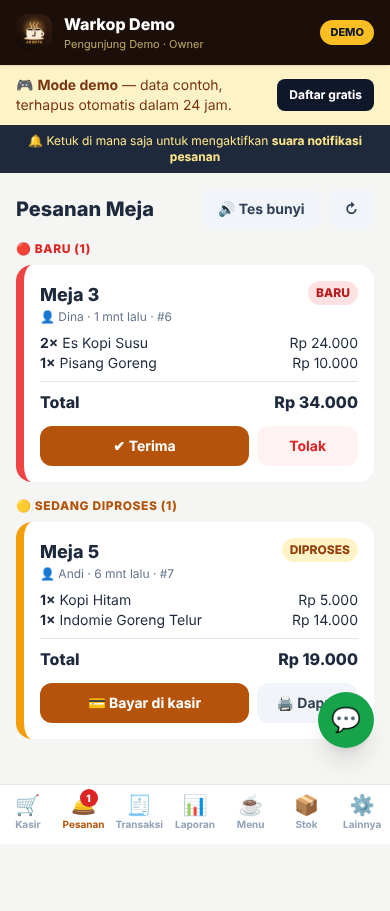 Warkop Demo
Pengunjung Demo · Owner
DEMO
🎮 Mode demo — data contoh,
terhapus otomatis dalam 24 jam.
Daftar gratis
🔔 Ketuk di mana saja untuk mengaktifkan suara notifikasi
pesanan
Pesanan Meja
🔊 Tes bunyi
↻
🔴 BARU (1)
Meja 3
BARU
👤 Dina · 1 mnt lalu · #6
2× Es Kopi Susu Rp 24.000
1× Pisang Goreng Rp 10.000
Total Rp 34.000
✔ Terima
Tolak
🟡 SEDANG DIPROSES (1)
Meja 5
DIPROSES
👤 Andi · 6 mnt lalu · #7
1× Kopi Hitam Rp 5.000
1× Indomie Goreng Telur Rp 14.000
Total Rp 19.000
💳 Bayar di kasir
🖨️ Dap
1
Kasir Pesanan Transaksi Laporan Menu Stok Lainnya